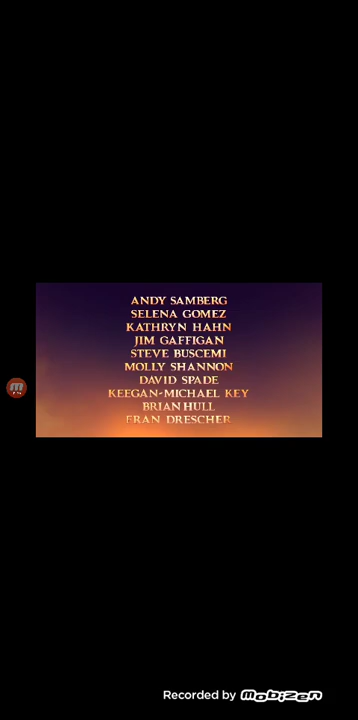 ANDY SAMBERG
SELENA GOMEZ
KATHRYN HAHN
JIM GAFFIGAN
STEVE BUSCEMI
MOLLY SHANNON
DAVID SPADE
KEEGAN-MICHAEL KEY
BRIAN HULL
FRAN DRESCHER
Recorded by mobizen